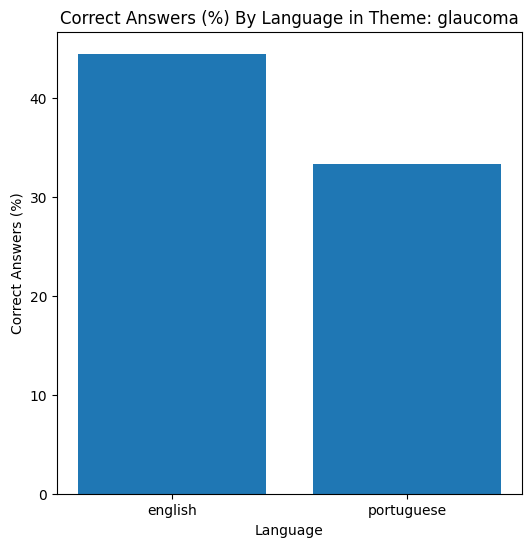 Correct Answers (%) By Language in Theme: glaucoma
Correct Answers (%)
40
30
20
10
0
english portuguese
Language